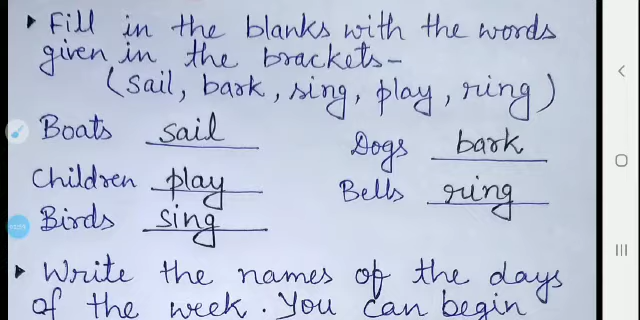 ▸ Fill in the blanks with the words
given in the brackets-
(sail, bark, sing, play, ring)
Boats sail Dogs bark
Children play Bells ring
Birds sing
▸ Write the names of the days
of the week. You can begin